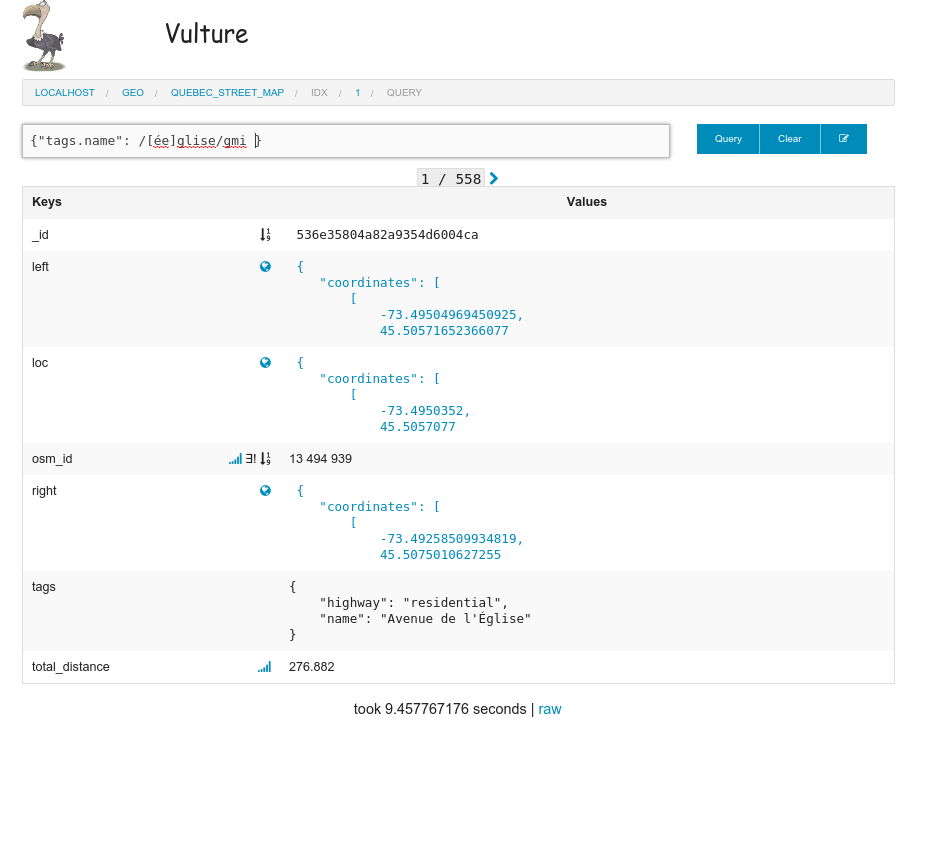 Vulture
LOCALHOST / GEO / QUEBEC_STREET_MAP / IDX / 1 / QUERY
{"tags.name": /[ée]glise/gmi }
Query Clear
1 / 558
Keys Values
_id 536e35804a82a9354d6004ca
left {
"coordinates": [
[
-73.49504969450925,
45.50571652366077
loc {
"coordinates": [
[
-73.4950352,
45.5057077
osm_id ∃! 13 494 939
right {
"coordinates": [
[
-73.49258509934819,
45.5075010627255
tags {
"highway": "residential",
"name": "Avenue de l'Église"
}
total_distance 276.882
took 9.457767176 seconds | raw